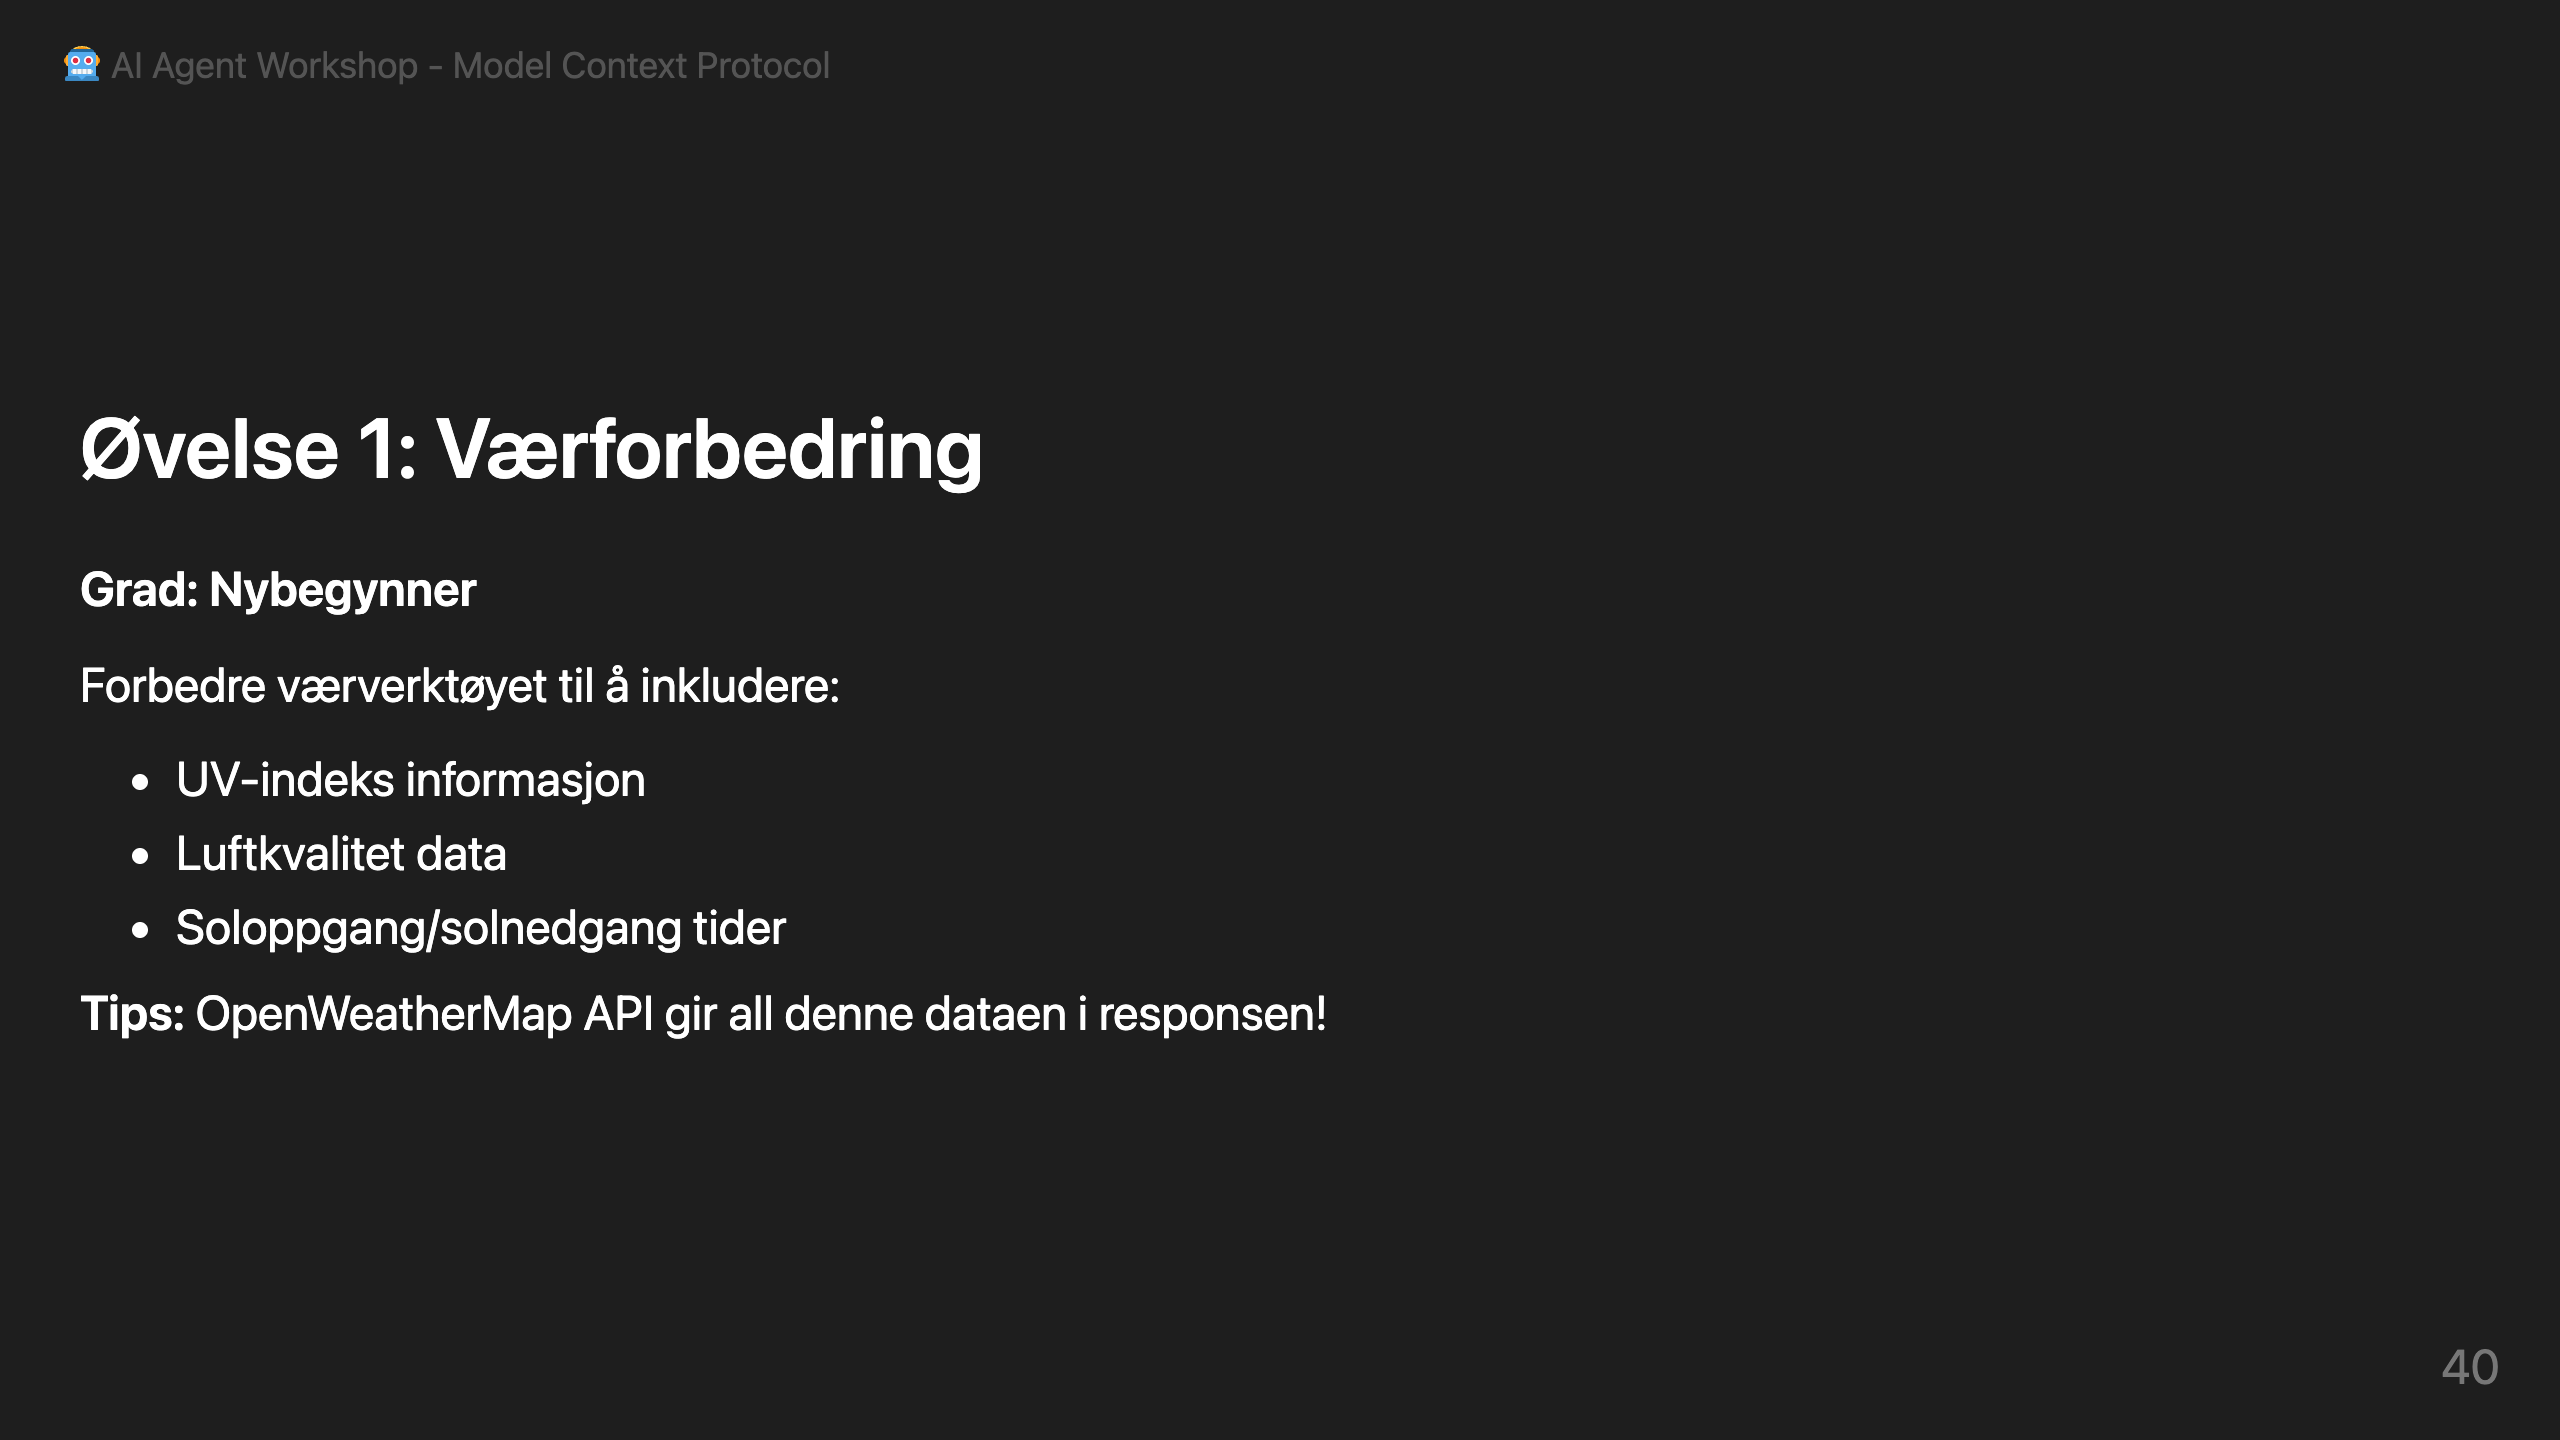 AI Agent Workshop - Model Context Protocol
Øvelse 1: Værforbedring
Grad: Nybegynner
Forbedre værverktøyet til å inkludere:
UV-indeks informasjon
Luftkvalitet data
Soloppgang/solnedgang tider
Tips: OpenWeatherMap API gir all denne dataen i responsen!
40